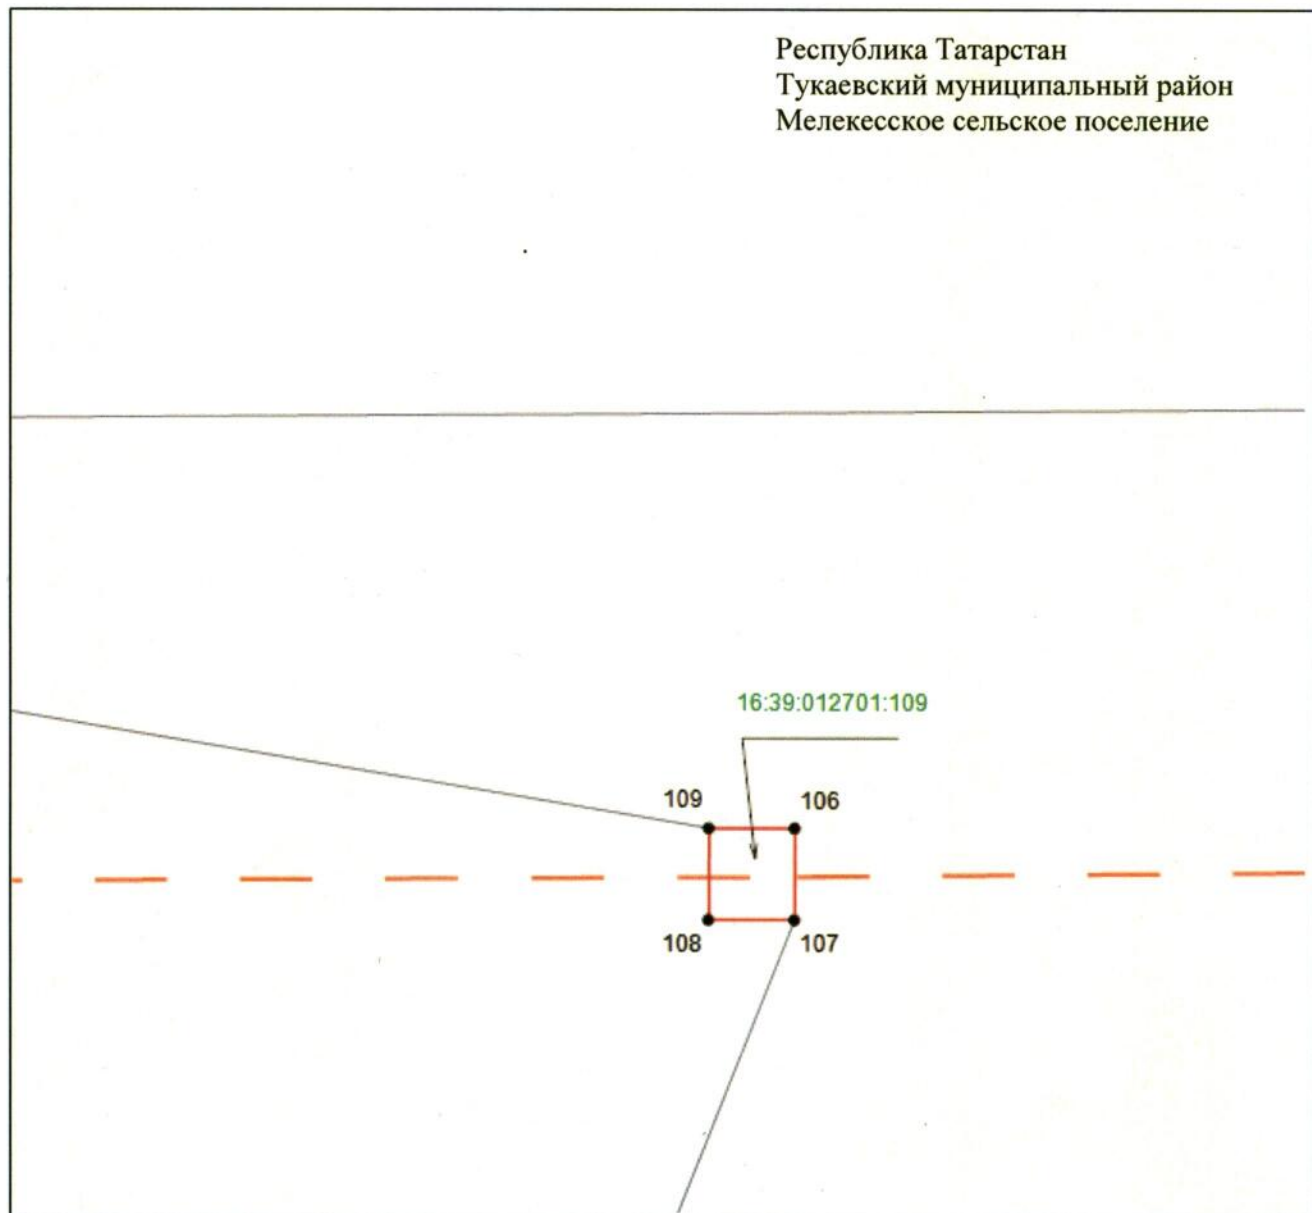 Республика Татарстан
Тукаевский муниципальный район
Мелекесское сельское поселение
16:39:012701:109
109
106
108
107